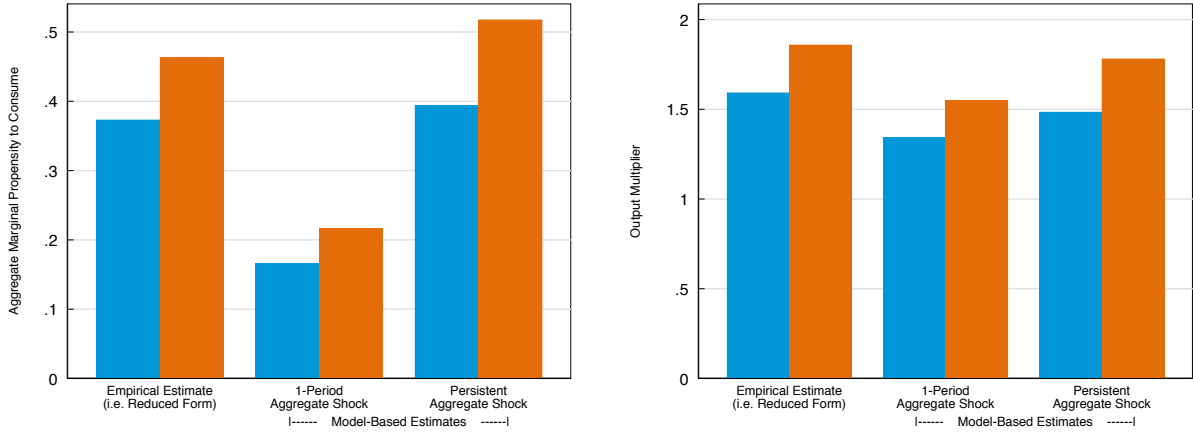 Aggregate Marginal Propensity to Consume
.5
.4
.3
.2
.1
0
Empirical Estimate
(i.e. Reduced Form)
1-Period
Aggregate Shock
Persistent
Aggregate Shock
I------ Model-Based Estimates ------I
Output Multiplier
2
1.5
1
.5
0
Empirical Estimate
(i.e. Reduced Form)
1-Period
Aggregate Shock
Persistent
Aggregate Shock
I------ Model-Based Estimates ------I